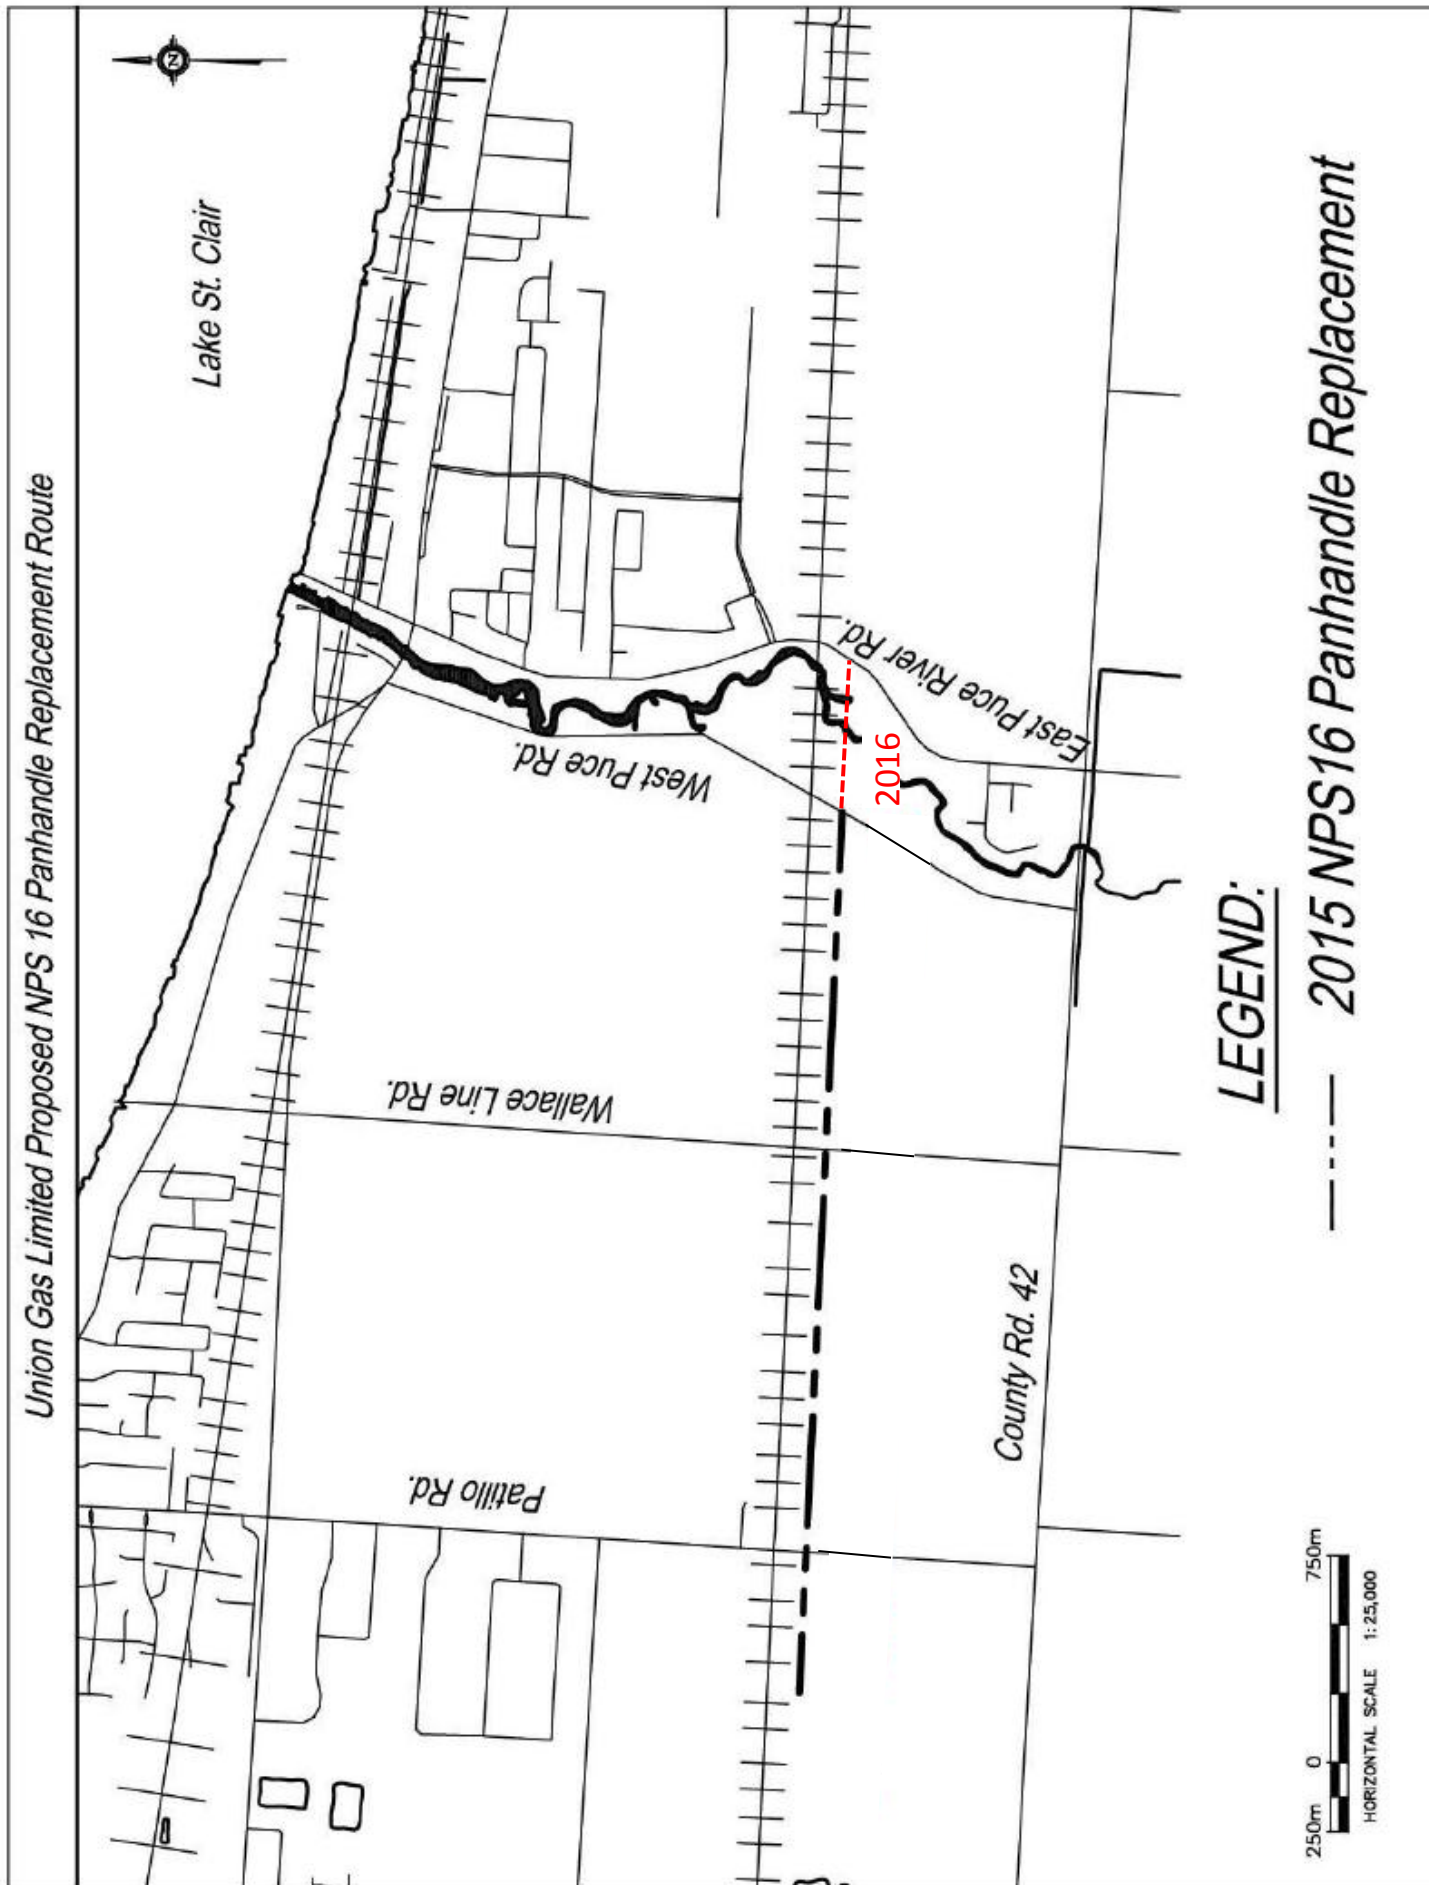 Union Gas Limited Proposed NPS 16 Panhandle Replacement Route
N
Lake St. Clair
West Puce Rd.
East Puce River Rd.
2016
Wallace Line Rd.
Patillo Rd.
County Rd. 42
LEGEND:
2015 NPS16 Panhandle Replacement
250m 0 750m
HORIZONTAL SCALE 1:25,000